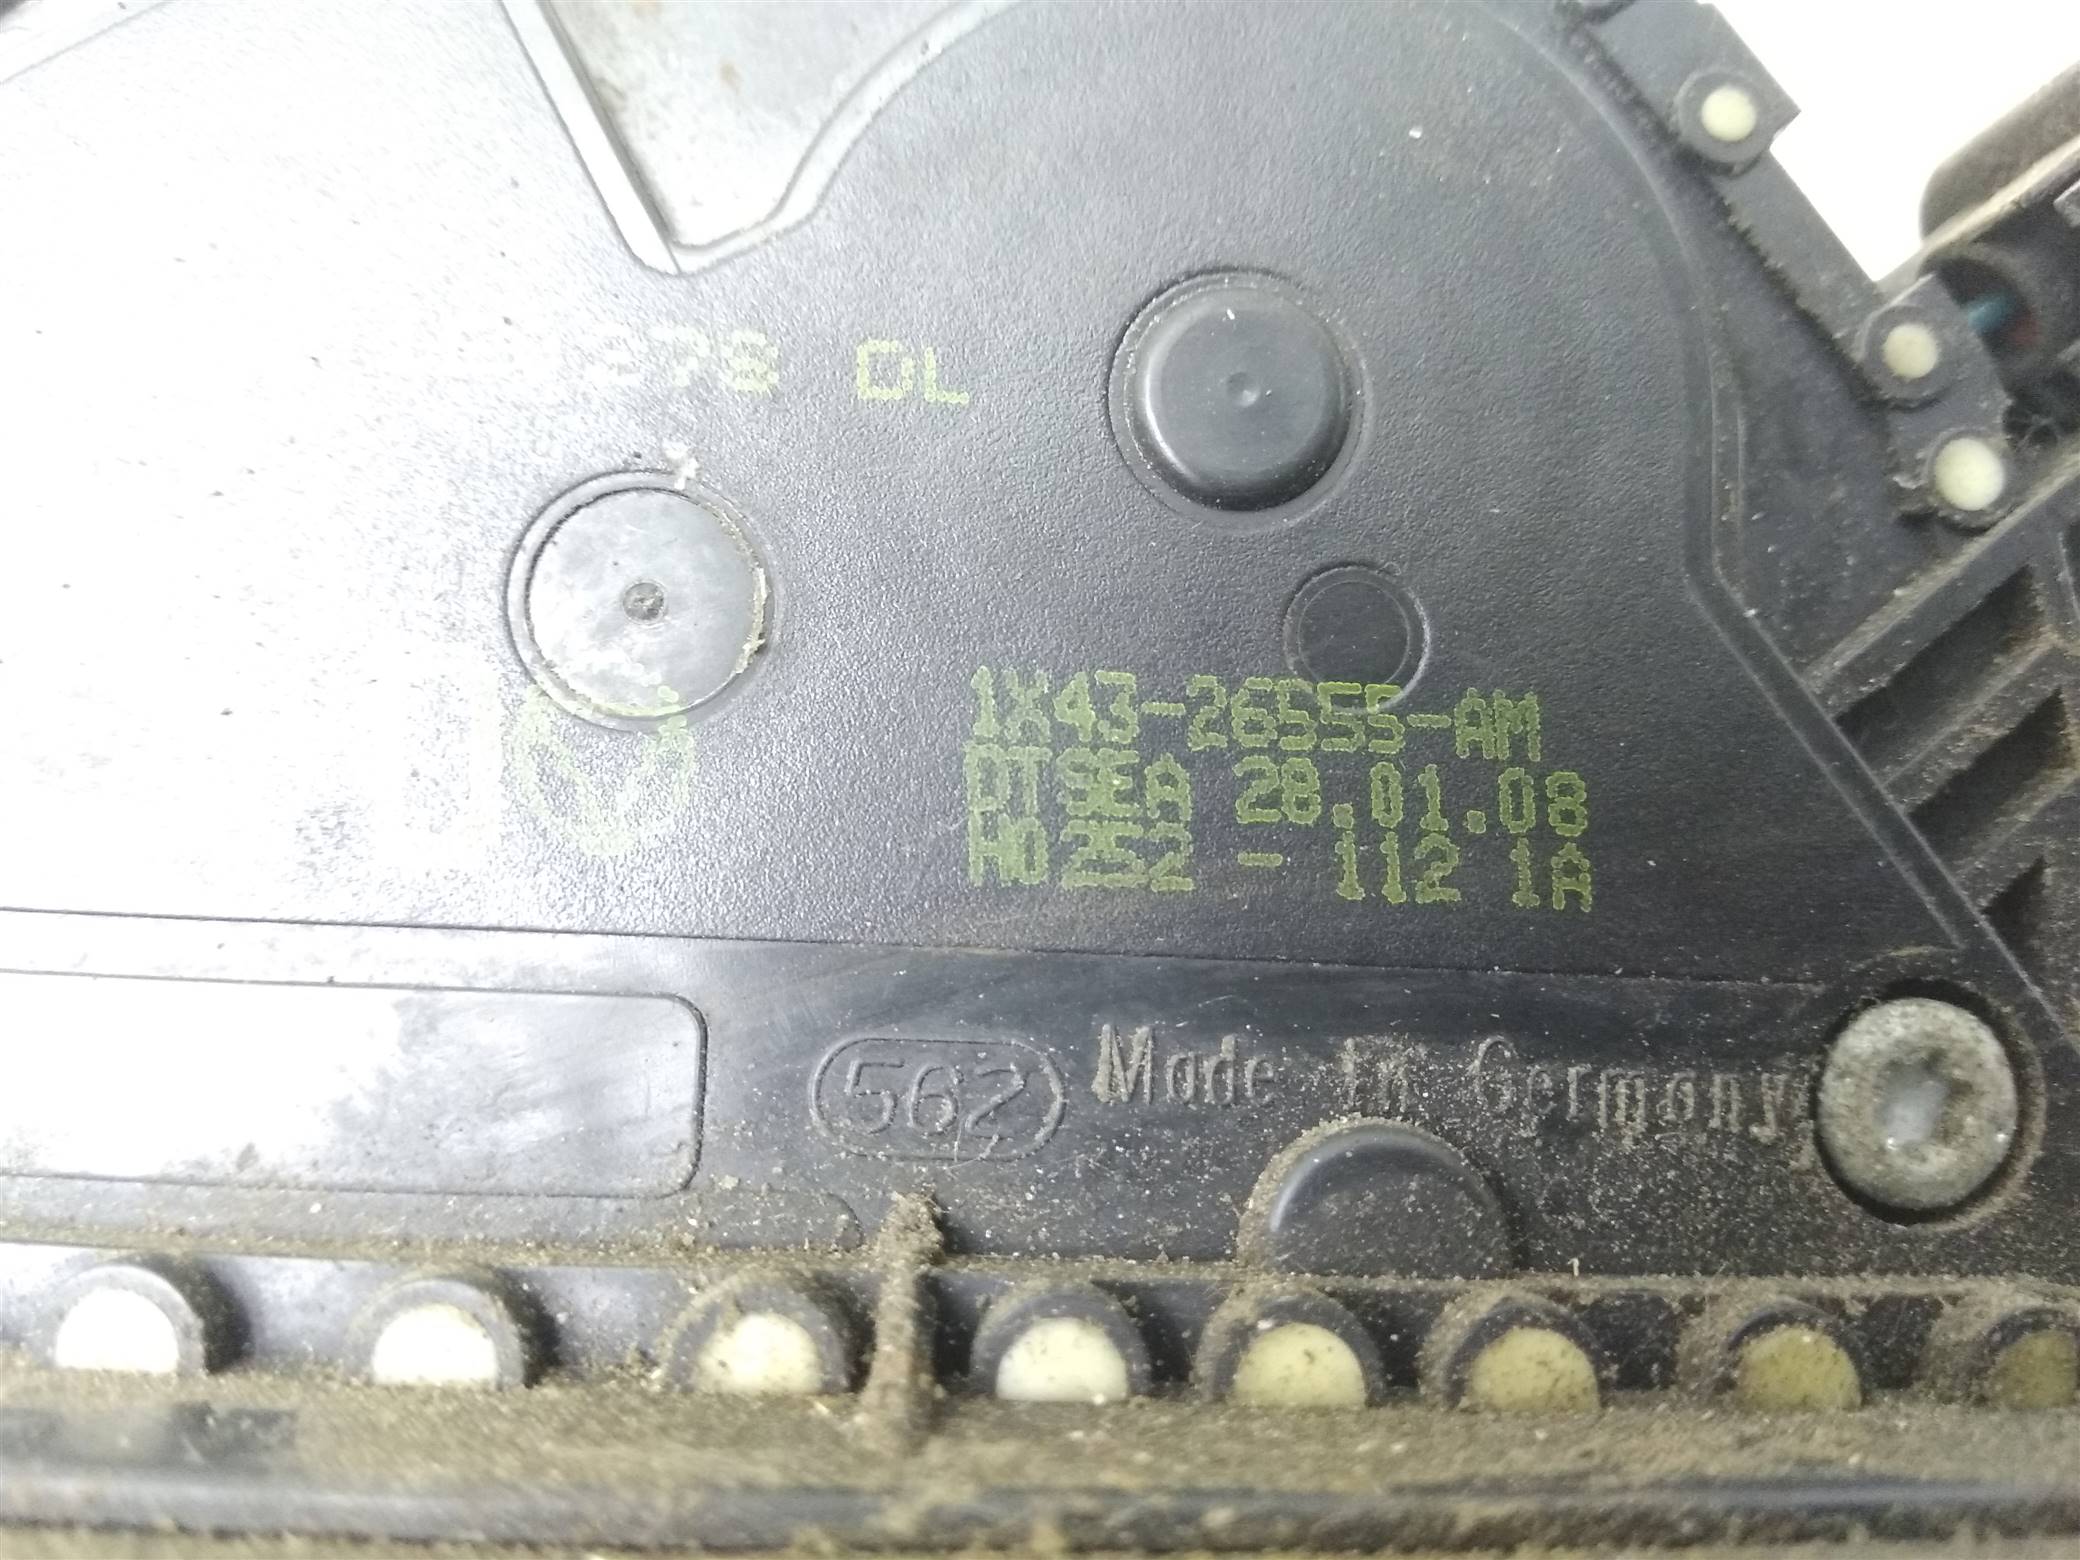 DL
1X43-26555-AM
DTSEA 28.01.08
H0252 - 112 1A
562 Made in Germany